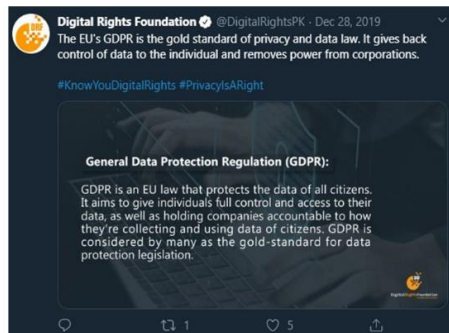 Digital Rights Foundation @DigitalRightsPK · Dec 28, 2019
The EU's GDPR is the gold standard of privacy and data law. It gives back
control of data to the individual and removes power from corporations.
#KnowYouDigitalRights #PrivacyIsARight
General Data Protection Regulation (GDPR):
GDPR is an EU law that protects the data of all citizens.
It aims to give individuals full control and access to their
data, as well as holding companies accountable to how
they're collecting and using data of citizens. GDPR is
considered by many as the gold-standard for data
protection legislation.
DigitalRightsFoundation
1 5